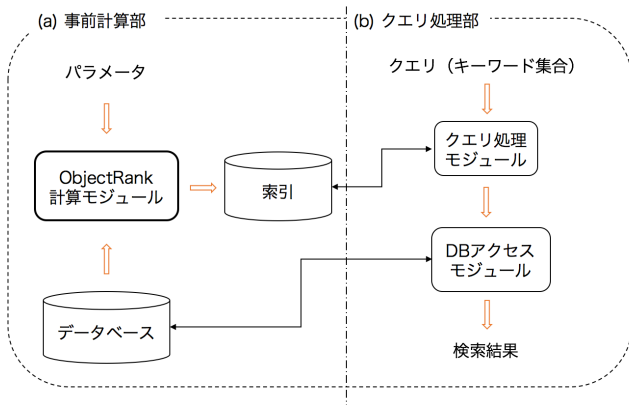 (a) 事前計算部
パラメータ
ObjectRank
計算モジュール
索引
データベース
(b) クエリ処理部
クエリ（キーワード集合）
クエリ処理
モジュール
DBアクセス
モジュール
検索結果